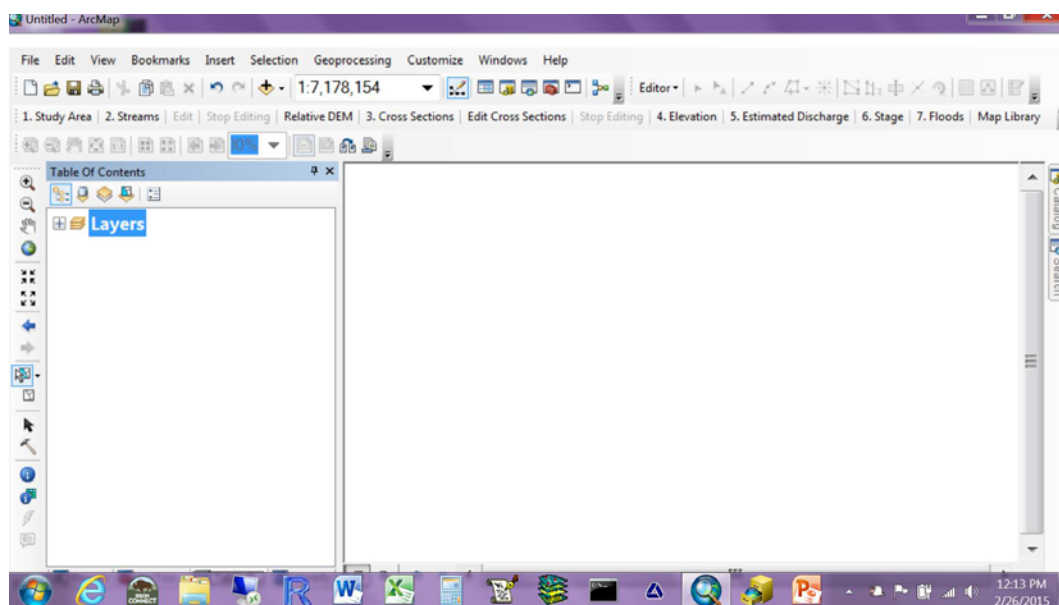 Untitled - ArcMap
File Edit View Bookmarks Insert Selection Geoprocessing Customize Windows Help
1:7,178,154 Editor
1. Study Area | 2. Streams | Edit | Stop Editing | Relative DEM | 3. Cross Sections | Edit Cross Sections | Stop Editing | 4. Elevation | 5. Estimated Discharge | 6. Stage | 7. Floods | Map Library
Table Of Contents
Layers
Catalog
Search
12:13 PM
2/26/2015